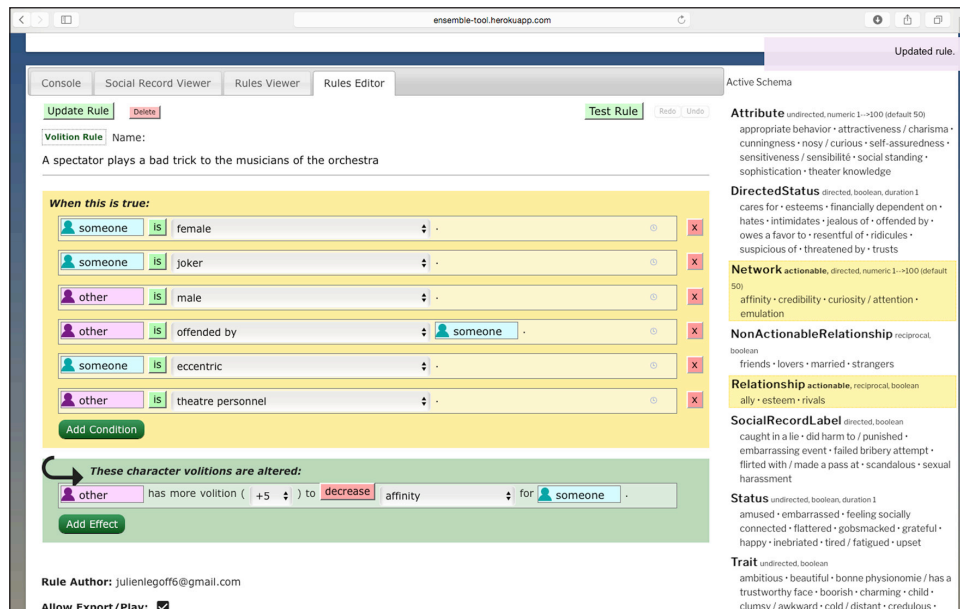 ensemble-tool.herokuapp.com
Updated rule.
Console Social Record Viewer Rules Viewer Rules Editor
Update Rule Delete Test Rule Redo Undo
Volition Rule Name:
A spectator plays a bad trick to the musicians of the orchestra
When this is true:
someone is female .
x
someone is joker .
x
other is male .
x
other is offended by someone .
x
someone is eccentric .
x
other is theatre personnel .
x
Add Condition
These character volitions are altered:
other has more volition ( +5 ) to decrease affinity for someone .
Add Effect
Rule Author: julienlegoff6@gmail.com
Allow Export/Play:
Active Schema
Attribute undirected, numeric 1-->100 (default 50)
appropriate behavior • attractiveness / charisma •
cunningness • nosy / curious • self-assuredness •
sensitiveness / sensibilité • social standing •
sophistication • theater knowledge
DirectedStatus directed, boolean, duration 1
cares for • esteems • financially dependent on •
hates • intimidates • jealous of • offended by •
owes a favor to • resentful of • ridicules •
suspicious of • threatened by • trusts
Network actionable, directed, numeric 1-->100 (default
50)
affinity • credibility • curiosity / attention •
emulation
NonActionableRelationship reciprocal,
boolean
friends • lovers • married • strangers
Relationship actionable, reciprocal, boolean
ally • esteem • rivals
SocialRecordLabel directed, boolean
caught in a lie • did harm to / punished •
embarrassing event • failed bribery attempt •
flirted with / made a pass at • scandalous • sexual
harassment
Status undirected, boolean, duration 1
amused • embarrassed • feeling socially
connected • flattered • gobsmacked • grateful •
happy • inebriated • tired / fatigued • upset
Trait undirected, boolean
ambitious • beautiful • bonne physionomie / has a
trustworthy face • boorish • charming • child •
clumsy / awkward • cold / distant • credulous •